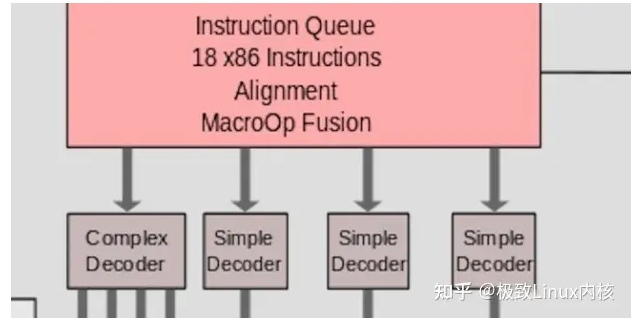 Instruction Queue
18 x86 Instructions
Alignment
MacroOp Fusion
Complex
Decoder
Simple
Decoder
Simple
Decoder
Simple
Decoder
知乎 @极致Linux内核